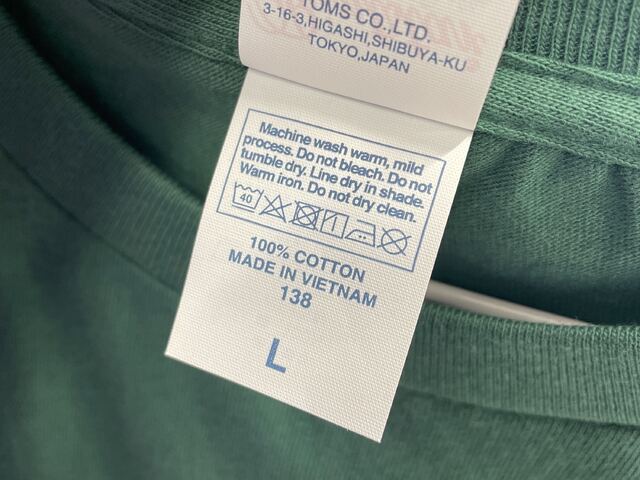 TOMS CO.,LTD.
3-16-3,HIGASHI,SHIBUYA-KU
TOKYO,JAPAN
Machine wash warm, mild
process. Do not bleach. Do not
tumble dry. Line dry in shade.
Warm iron. Do not dry clean.
40
100% COTTON
MADE IN VIETNAM
138
L